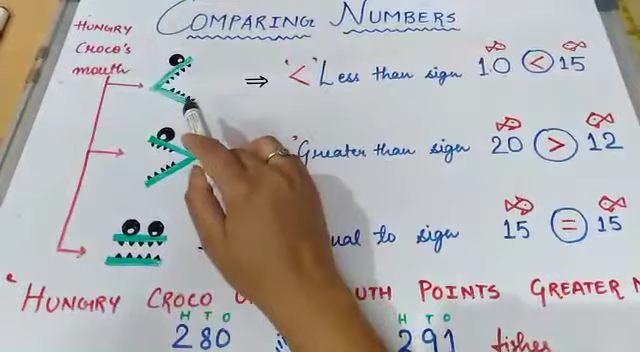 COMPARING NUMBERS
HUNGRY
CROCO'S
mouth
⇒ '<' Less than sign 10 < 15
'Greater than sign 20 > 12
ual to sign 15 = 15
"HUNGRY CROCO UTH POINTS GREATER N
H T O H T O
280 291 fishes